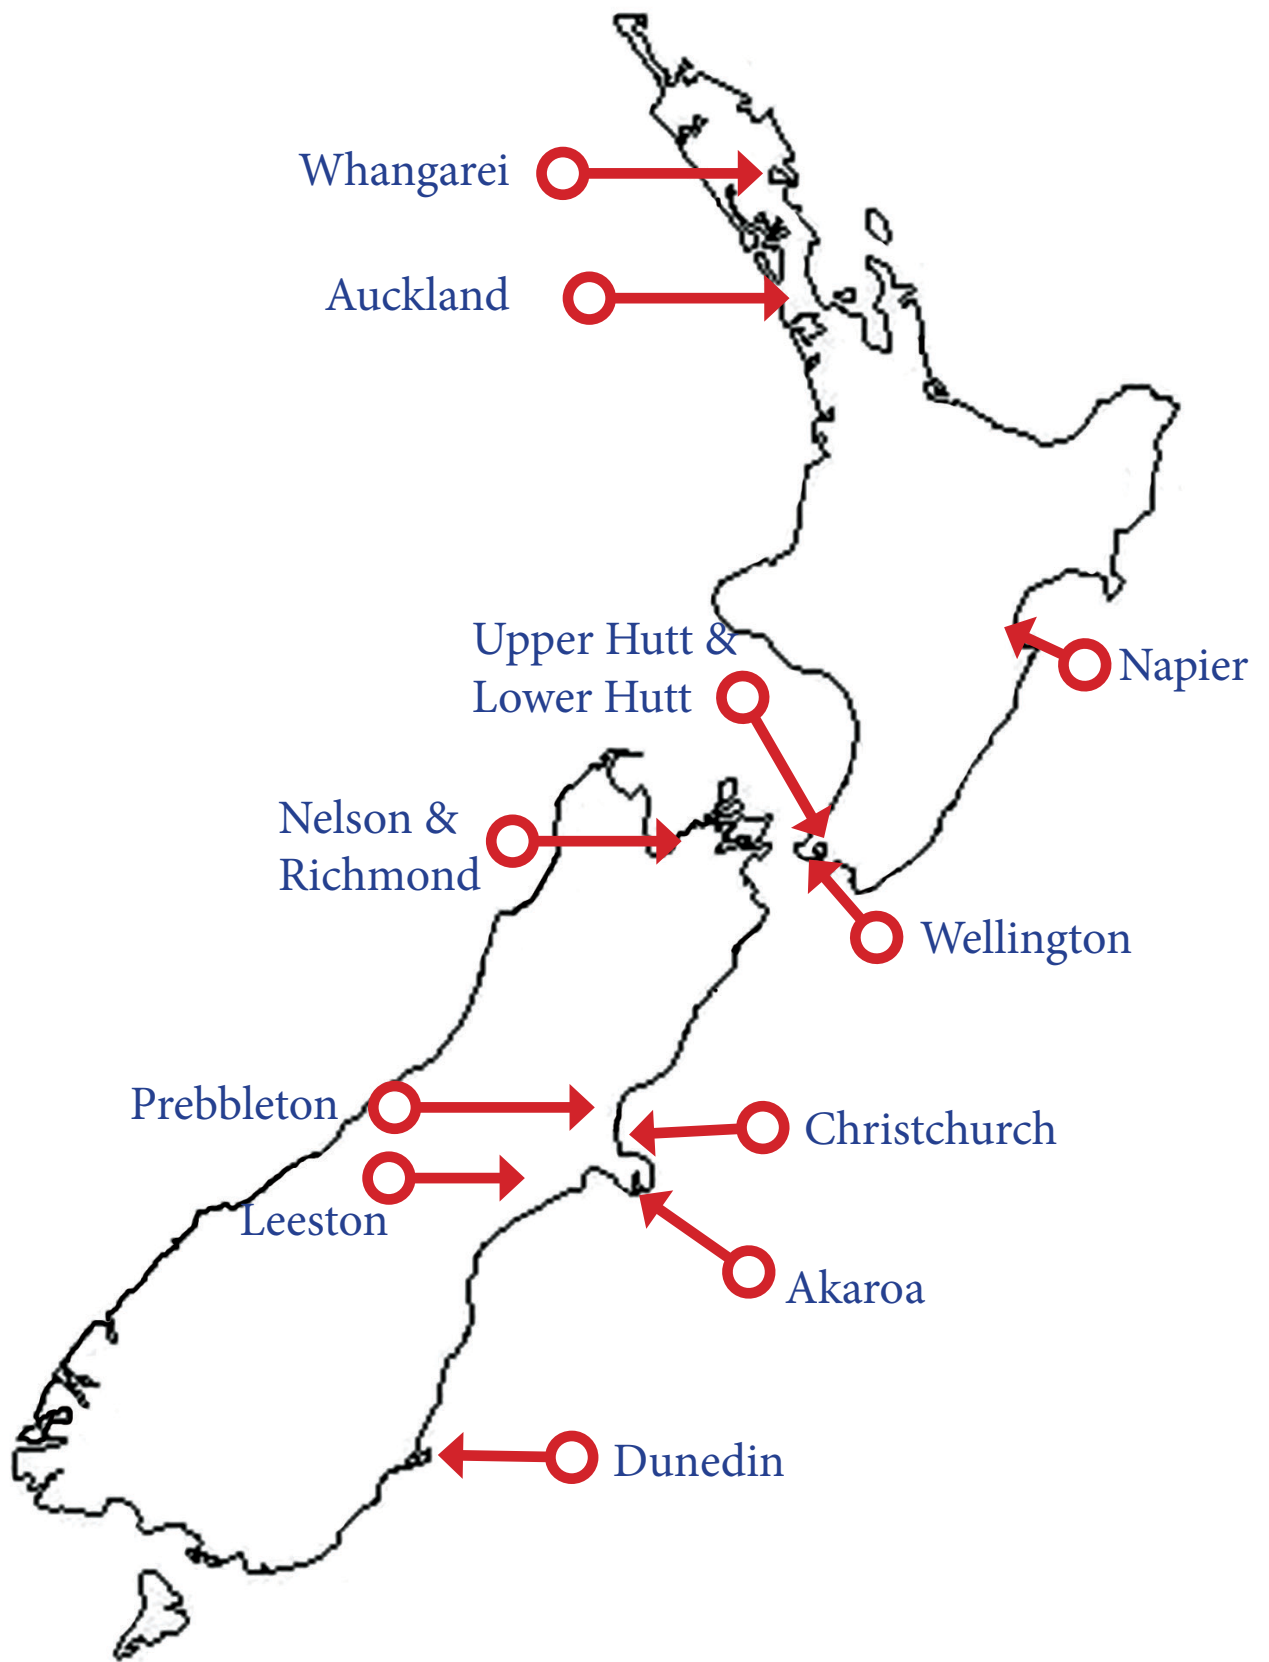 Whangarei
Auckland
Upper Hutt &
Lower Hutt
Napier
Nelson &
Richmond
Wellington
Prebbleton
Christchurch
Leeston
Akaroa
Dunedin